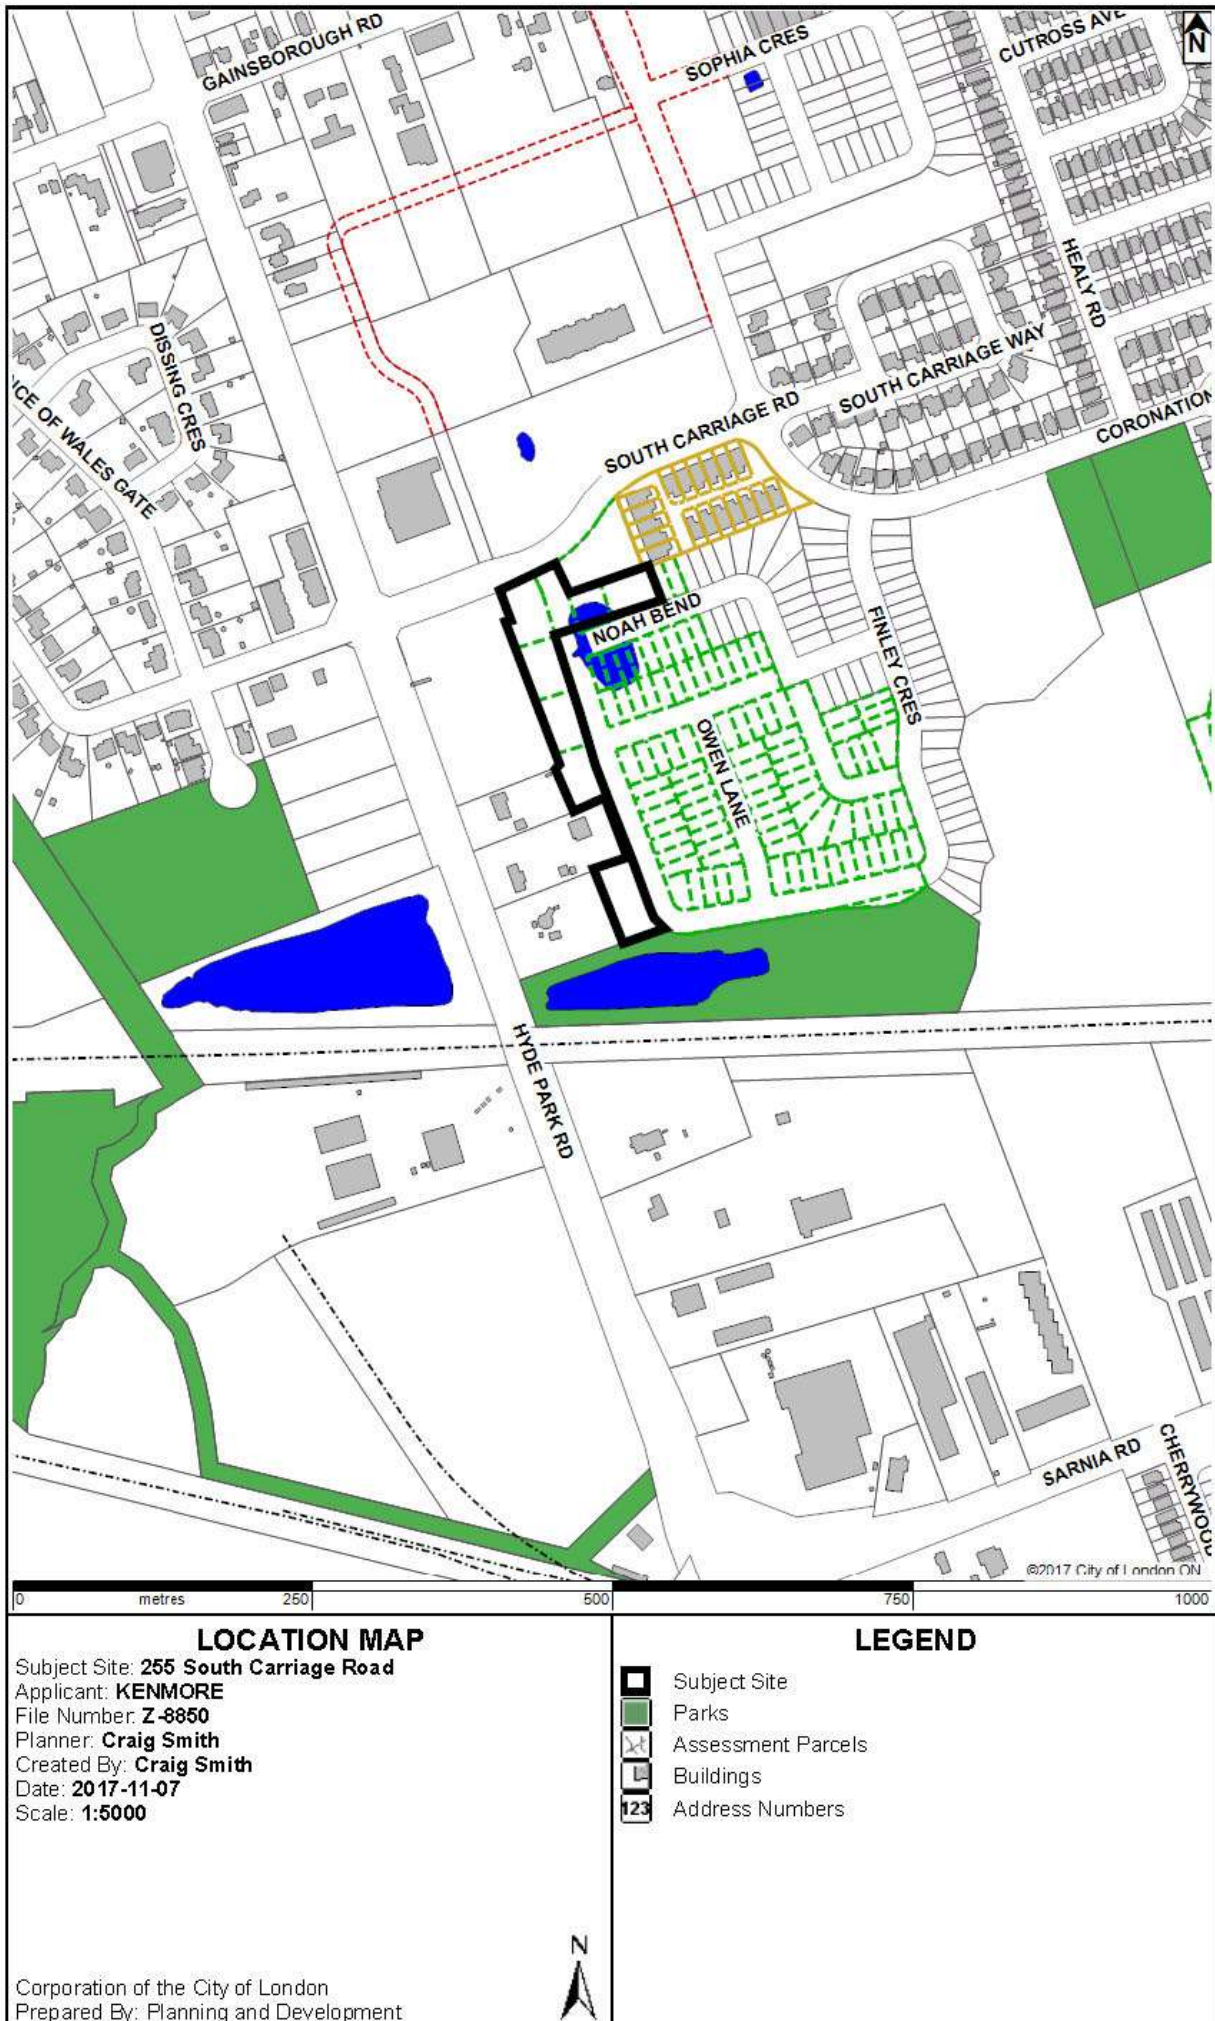 GAINSBOROUGH RD
SOPHIA CRES
CUTROSS AVE
N
HEALY RD
DISSING CRES
ICE OF WALES GATE
SOUTH CARRIAGE WAY
SOUTH CARRIAGE RD
CORONATION
NOAH BEND
FINLEY CRES
OWEN LANE
HYDE PARK RD
SARNIA RD
CHERRYWOOD
©2017 City of London ON
0 metres 250 500 750 1000
LOCATION MAP
Subject Site: 255 South Carriage Road
Applicant: KENMORE
File Number: Z-8850
Planner: Craig Smith
Created By: Craig Smith
Date: 2017-11-07
Scale: 1:5000
N
Corporation of the City of London
Prepared By: Planning and Development
LEGEND
Subject Site
Parks
Assessment Parcels
Buildings
123 Address Numbers